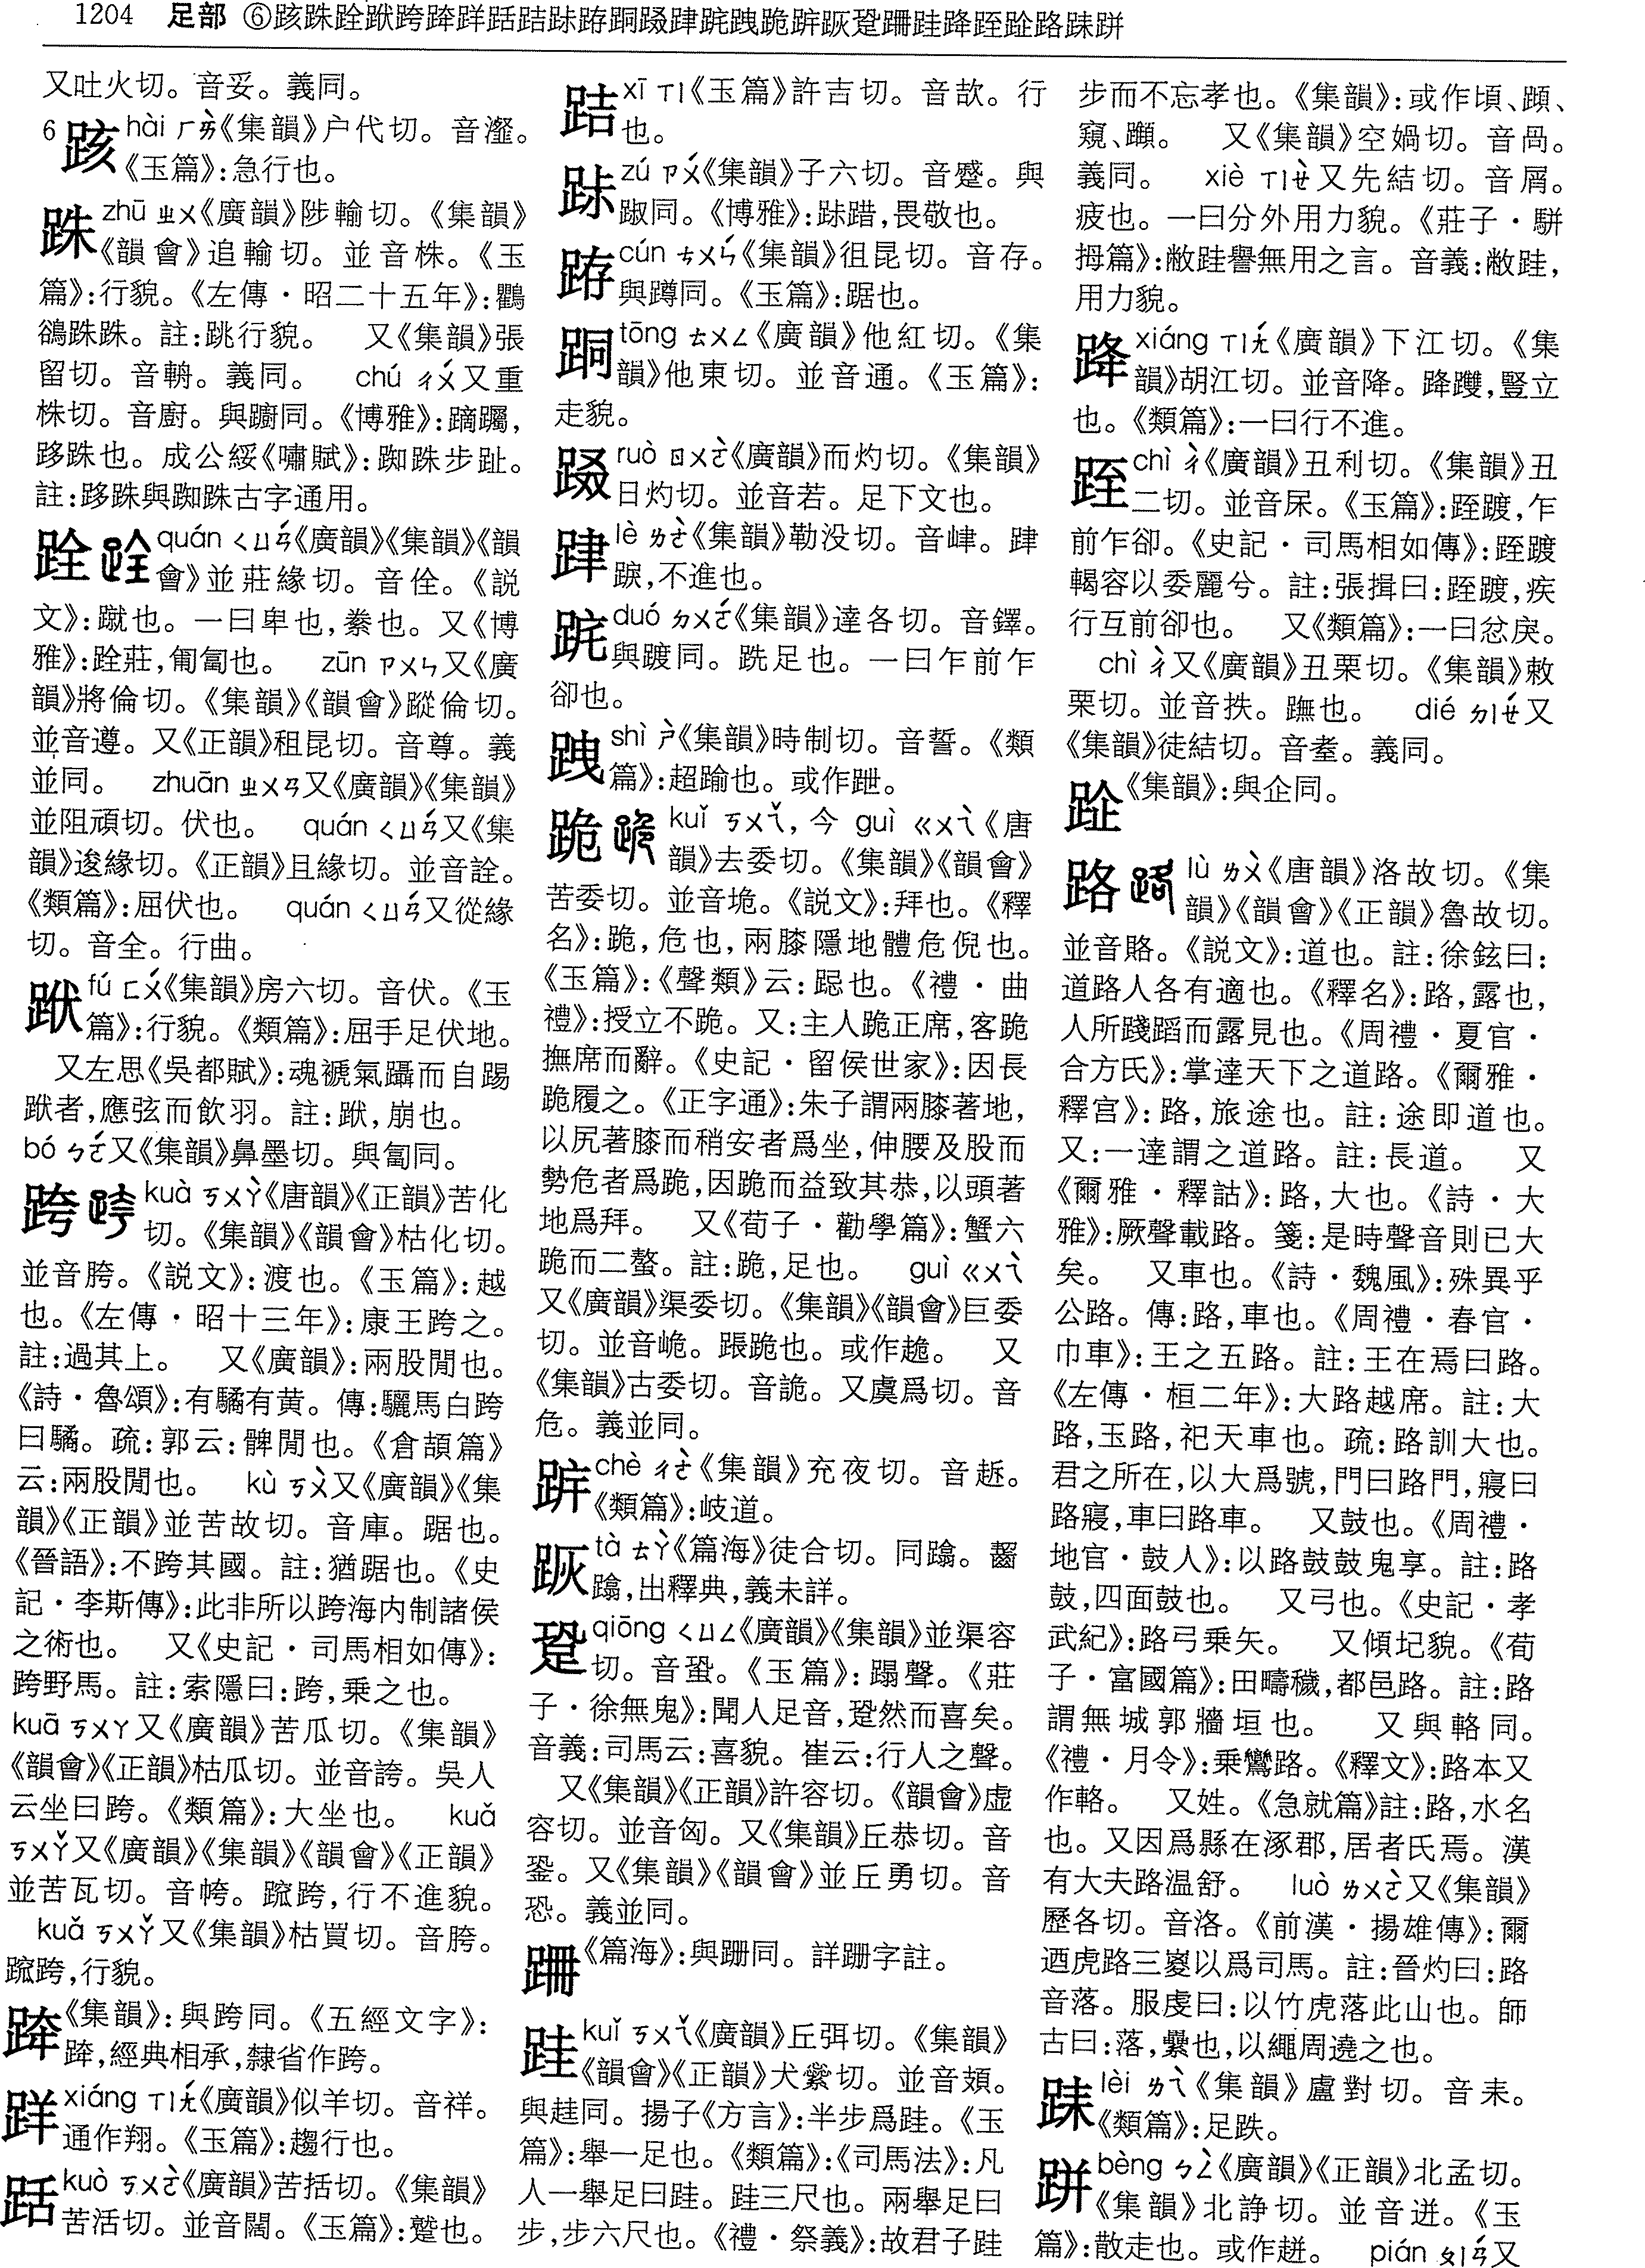 1204 足部 ⑥跆跦跧踾跨跨跘跬趌跊跱跿
又吐火切。音妥。義同。
6 䠹 hài ㄏㄞˋ《集韻》户代切。音瀣。
《玉篇》:急行也。
跦 zhū ㄓㄨ《廣韻》陟輸切。《集韻》
《韻會》追輸切。並音株。《玉
篇》:行貌。《左傳・昭二十五年》:鸜
鵒跦跦。註:跳行貌。 又《集韻》張
留切。音輈。義同。 chú ㄔㄨˊ又重
株切。音廚。與躕同。《博雅》:蹢躅,
跢跦也。成公綏《嘯賦》:踟跦步趾。
註:跢跦與踟跦古字通用。
跧 quán ㄑㄩㄢˊ《廣韻》《集韻》《韻
會》並莊緣切。音佺。《説
文》:蹴也。一曰卑也,絭也。又《博
雅》:跧莊,匍匐也。 zūn ㄗㄨㄣ又《廣
韻》將倫切。《集韻》《韻會》蹤倫切。
並音遵。又《正韻》租昆切。音尊。義
並同。 zhuān ㄓㄨㄢ又《廣韻》《集韻》
並阻頑切。伏也。 quán ㄑㄩㄢˊ又《集
韻》逡緣切。《正韻》且緣切。並音詮。
《類篇》:屈伏也。 quán ㄑㄩㄢˊ又從緣
切。音全。行曲。
䟮 fú ㄈㄨˊ《集韻》房六切。音伏。《玉
篇》:行貌。《類篇》:屈手足伏地。
又左思《吳都賦》:魂褫氣躡而自踢
䟮者,應弦而飲羽。註:䟮,崩也。
bó ㄅㄛˊ又《集韻》鼻墨切。與匐同。
跨 kuà ㄎㄨㄚˋ《唐韻》《正韻》苦化
切。《集韻》《韻會》枯化切。
並音胯。《説文》:渡也。《玉篇》:越
也。《左傳・昭十三年》:康王跨之。
註:過其上。 又《廣韻》:兩股閒也。
《詩・魯頌》:有驈有黄。傳:驪馬白跨
曰驈。疏:郭云:髀閒也。《倉頡篇》
云:兩股閒也。 kù ㄎㄨˋ又《廣韻》《集
韻》《正韻》並苦故切。音庫。踞也。
《晉語》:不跨其國。註:猶踞也。《史
記・李斯傳》:此非所以跨海内制諸侯
之術也。 又《史記・司馬相如傳》:
跨野馬。註:索隱曰:跨,乘之也。
kuā ㄎㄨㄚ又《廣韻》苦瓜切。《集韻》
《韻會》《正韻》枯瓜切。並音誇。吳人
云坐曰跨。《類篇》:大坐也。 kuǎ
ㄎㄨㄚˇ又《廣韻》《集韻》《韻會》《正韻》
並苦瓦切。音㡁。跮跨,行不進貌。
kuǎ ㄎㄨㄚˇ又《集韻》枯買切。音胯。
跨,行貌。
《集韻》:與跨同。《五經文字》:
經典相承,隸省作跨。
xiáng ㄒㄧㄤˊ《廣韻》似羊切。音祥。
通作翔。《玉篇》:趨行也。
kuò ㄎㄨㄛˋ《廣韻》苦括切。《集韻》
苦活切。並音闊。《玉篇》:蹔也。
趌 xī ㄒㄧ《玉篇》許吉切。音故。行
也。
zú ㄗㄨˊ《集韻》子六切。音蹙。與
踧同。《博雅》:踖,畏敬也。
cún ㄘㄨㄣˊ《集韻》徂昆切。音存。
與蹲同。《玉篇》:踞也。
tōng ㄊㄨㄥ《廣韻》他紅切。《集
韻》他東切。並音通。《玉篇》:
走貌。
ruò ㄖㄨㄛˋ《廣韻》而灼切。《集韻》
日灼切。並音若。足下文也。
lè ㄌㄜˋ《集韻》勒没切。音
踧,不進也。
duó ㄉㄨㄛˊ《集韻》達各切。音鐸。
與踱同。跣足也。一曰乍前乍
卻也。
跩 shì ㄕˋ《集韻》時制切。音誓。《類
篇》:超踰也。或作跇。
跪 kuǐ ㄎㄨㄟˇ,今 guì ㄍㄨㄟˋ《唐
韻》去委切。《集韻》《韻會》
苦委切。並音垝。《説文》:拜也。《釋
名》:跪,危也,兩膝隱地體危倪也。
《玉篇》:《聲類》云:跽也。《禮・曲
禮》:授立不跪。又:主人跪正席,客跪
撫席而辭。《史記・留侯世家》:因長
跪履之。《正字通》:朱子謂兩膝著地,
以尻著膝而稍安者爲坐,伸腰及股而
勢危者爲跪,因跪而益致其恭,以頭著
地爲拜。 又《荀子・勸學篇》:蟹六
跪而二螯。註:跪,足也。 guì ㄍㄨㄟˋ
又《廣韻》渠委切。《集韻》《韻會》巨委
切。並音䞈。跟跪也。或作䞨。 又
《集韻》古委切。音詭。又虞爲切。音
危。義並同。
chè ㄔㄜˋ《集韻》充夜切。音
《類篇》:岐道。
tà ㄊㄚˋ《篇海》徒合切。同
出釋典,義未詳。
跫 qiōng ㄑㄩㄥ《廣韻》《集韻》並渠容
切。音蛩。《玉篇》:蹋聲。《莊
子・徐無鬼》:聞人足音,跫然而喜矣。
音義:司馬云:喜貌。崔云:行人之聲。
又《集韻》《正韻》許容切。《韻會》虛
容切。並音匈。又《集韻》丘恭切。音
銎。又《集韻》《韻會》並丘勇切。音
恐。義並同。
《篇海》:與跚同。詳跚字註。
跬 kuǐ ㄎㄨㄟˇ《廣韻》丘弭切。《集韻》
《韻會》《正韻》犬縈切。並音頍。
與趌同。揚子《方言》:半步爲跬。《玉
篇》:舉一足也。《類篇》:《司馬法》:凡
人一舉足曰跬。跬三尺也。兩舉足曰
步,步六尺也。《禮・祭義》:故君子跬
步而不忘孝也。《集韻》:或作頃、䠑、
窺、 又《集韻》空媧切。音咼。
義同。 xiè ㄒㄧㄝˋ又先結切。音屑。
疲也。一曰分外用力貌。《莊子・駢
拇篇》:敝跬譽無用之言。音義:敝跬,
用力貌。
跭 xiáng ㄒㄧㄤˊ《廣韻》下江切。《集
韻》胡江切。並音降。跭䠻,豎立
也。《類篇》:一曰行不進。
跮 chì ㄔˋ《廣韻》丑利切。《集韻》丑
二切。並音屎。《玉篇》:跮踱,乍
前乍卻。《史記・司馬相如傳》:跮踱
輵容以委麗兮。註:張揖曰:跮踱,疾
行互前卻也。 又《類篇》:一曰忿戾。
chì ㄔˋ又《廣韻》丑栗切。《集韻》敕
栗切。並音抶。䠩也。 dié ㄉㄧㄝˊ又
《集韻》徒結切。音耋。義同。
《集韻》:與企同。
路 lù ㄌㄨˋ《唐韻》洛故切。《集
韻》《韻會》《正韻》魯故切。
並音賂。《説文》:道也。註:徐鉉曰:
道路人各有適也。《釋名》:路,露也,
人所踐蹈而露見也。《周禮・夏官・
合方氏》:掌達天下之道路。《爾雅・
釋宫》:路,旅途也。註:途即道也。
又:一達謂之道路。註:長道。 又
《爾雅・釋詁》:路,大也。《詩・大
雅》:厥聲載路。箋:是時聲音則已大
矣。 又車也。《詩・魏風》:殊異乎
公路。傳:路,車也。《周禮・春官・
巾車》:王之五路。註:王在焉曰路。
《左傳・桓二年》:大路越席。註:大
路,玉路,祀天車也。疏:路訓大也。
君之所在,以大爲號,門曰路門,寢曰
路寢,車曰路車。 又鼓也。《周禮・
地官・鼓人》:以路鼓鼓鬼享。註:路
鼓,四面鼓也。 又弓也。《史記・孝
武紀》:路弓乘矢。 又傾圮貌。《荀
子・富國篇》:田疇穢,都邑路。註:路
謂無城郭牆垣也。 又與輅同。
《禮・月令》:乘鸞路。《釋文》:路本又
作輅。 又姓。《急就篇》註:路,水名
也。又因爲縣在涿郡,居者氏焉。漢
有大夫路温舒。 luò ㄌㄨㄛˋ又《集韻》
歷各切。音洛。《前漢・揚雄傳》:爾
迺虎路三嵏以爲司馬。註:晉灼曰:路
音落。服虔曰:以竹虎落此山也。師
古曰:落,纍也,以繩周遶之也。
lèi ㄌㄟˋ《集韻》盧對切。音耒。
《類篇》:足跌。
跰 bèng ㄅㄥˋ《廣韻》《正韻》北孟切。
《集韻》北諍切。並音迸。《玉
篇》:散走也。或作趼。 pián ㄆㄧㄢˊ又